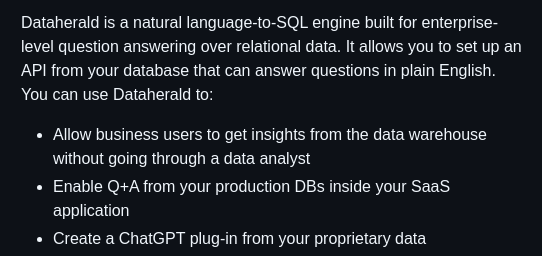 Dataherald is a natural language-to-SQL engine built for enterprise-
level question answering over relational data. It allows you to set up an
API from your database that can answer questions in plain English.
You can use Dataherald to:
• Allow business users to get insights from the data warehouse
without going through a data analyst
• Enable Q+A from your production DBs inside your SaaS
application
• Create a ChatGPT plug-in from your proprietary data